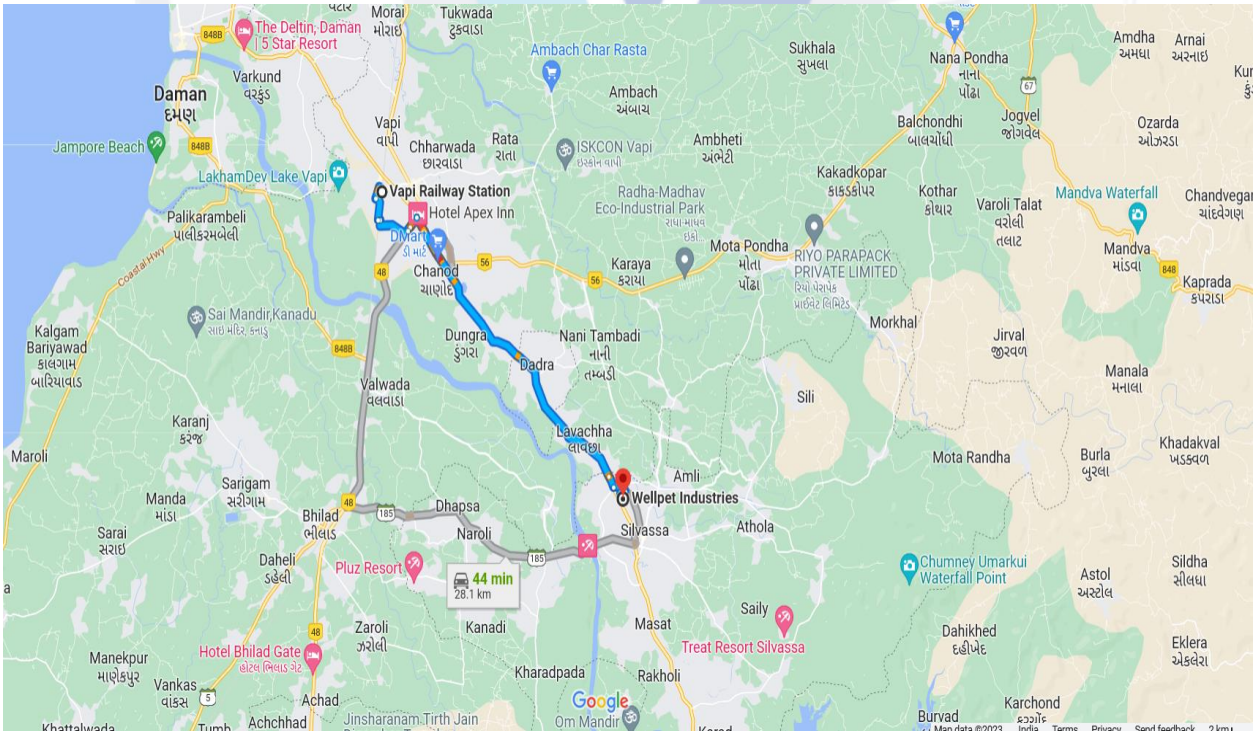 Morai
મોરાઇ
Tukwada
ટુકવાડા
The Deltin, Daman
| 5 Star Resort
848B
Varkund
વરકુંડ
Ambach Char Rasta
Sukhala
સુખલા
Nana Pondha
નાના
પોંઢા
Amdha
અમધા
Arnai
અરનાઇ
67
Daman
દમણ
Ambach
અંબાચ
Vapi
વાપી
Chharwada
છારવાડા
Rata
રાતા
ISKCON Vapi
ઇસ્કોન વાપી
Ambheti
અંભેટી
Balchondhi
બાલચોંધી
Jogvel
જોગવેલ
Ozarda
ઓઝરડા
Jampore Beach
848B
LakhamDev Lake Vapi
Vapi Railway Station
Hotel Apex Inn
Radha-Madhav
Eco-Industrial Park
Kakadkopar
કાકડકોપર
Kothar
કોથાર
Varoli Talat
વરોલી
તલાટ
Mandva Waterfall
Chandvegan
ચાંદવેગણ
Palikarambeli
પાલીકરમબેલી
DMart
ડી માર્ટ
Coastal Hwy
48
Chanod
ચાણોદ
56
Karaya
કરાયા
56
Mota Pondha
મોતા
પોંઢા
RIYO PARAPACK
PRIVATE LIMITED
રિયો પેરાપેક
પ્રાઈવેટ લિમિટેડ
Mandva
માંડવા
848
Kaprada
કપરાડા
Sai Mandir,Kanadu
સાઇ મંદિર, કનાડુ
Morkhal
Kalgam
Bariyawad
કાલગામ
બારિયાવાડ
848B
Dungra
ડુંગરા
Dadra
Nani Tambadi
નાની
તમ્બડી
Jirval
જીરવળ
Valwada
વલવાડા
Manala
મનાલા
Sili
Karanj
કરંજ
Lavachha
લવાછા
Maroli
Amli
Mota Randha
Burla
બુરલા
Khadakval
ખડકવળ
Sarigam
સરીગામ
Manda
માંડા
48
Bhilad
ભીલાડ
185
Dhapsa
Wellpet Industries
Sarai
સરાઇ
Naroli
Silvassa
Athola
Daheli
ડહેલી
Pluz Resort
44 min
28.1 km
185
Chumney Umarkui
Waterfall Point
Astol
અસ્ટોલ
Sildha
સીલધા
48
Zaroli
ઝરોલી
Kanadi
Masat
Saily
Treat Resort Silvassa
Dahikhed
દહીખેદ
Eklera
એકલેરા
Manekpur
માણેકપુર
Hotel Bhilad Gate
હોટલ ભિલાડ ગેટ
Vankas
વાંકસ
5
Achad
Kharadpada
Rakholi
Google
Om Mandir
Karchond
Burvad
Khattalwada
Achchhad
Jinsharanam Tirth Jain
Map data ©2023
India
Terms
Privacy
Send feedback
2 km